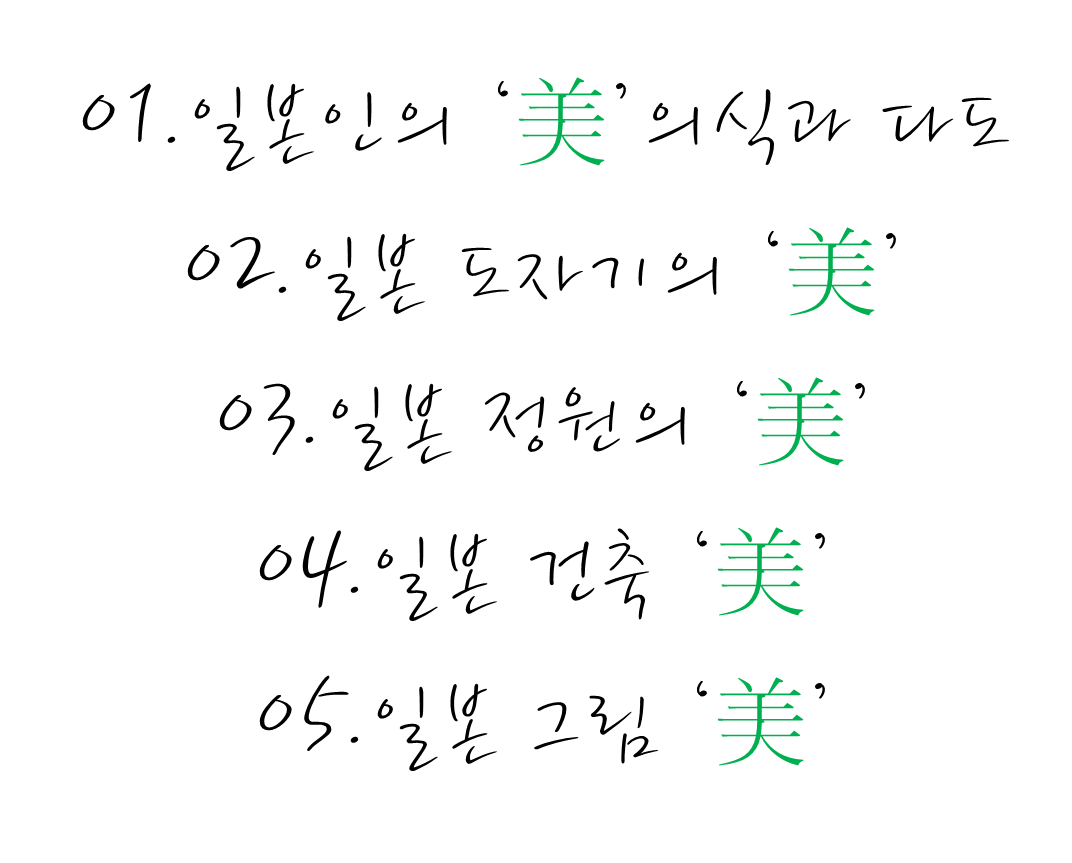 01.일본인의 ‘美’의식과 다도
02.일본 도자기의 ‘美’
03.일본 정원의 ‘美’
04.일본 건축 ‘美’
05.일본 그림 ‘美’